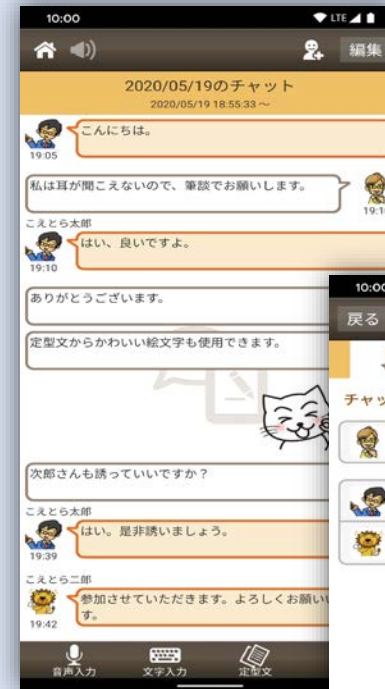 10:00
LTE
編集
2020/05/19のチャット
2020/05/19 18:55:33～
こんにちは。
19:05
私は耳が聞こえないので、筆談でお願いします。
こえとら太郎
はい、良いですよ。
19:10
ありがとうございます。
定型文からかわいい絵文字も使用できます。
次郎さんも誘っていいですか？
こえとら太郎
はい。是非誘いましょう。
19:39
こえとら二郎
参加させていただきます。よろしくお願い
す。
19:42
音声入力
文字入力
定型文
10:00
戻る
チャッ